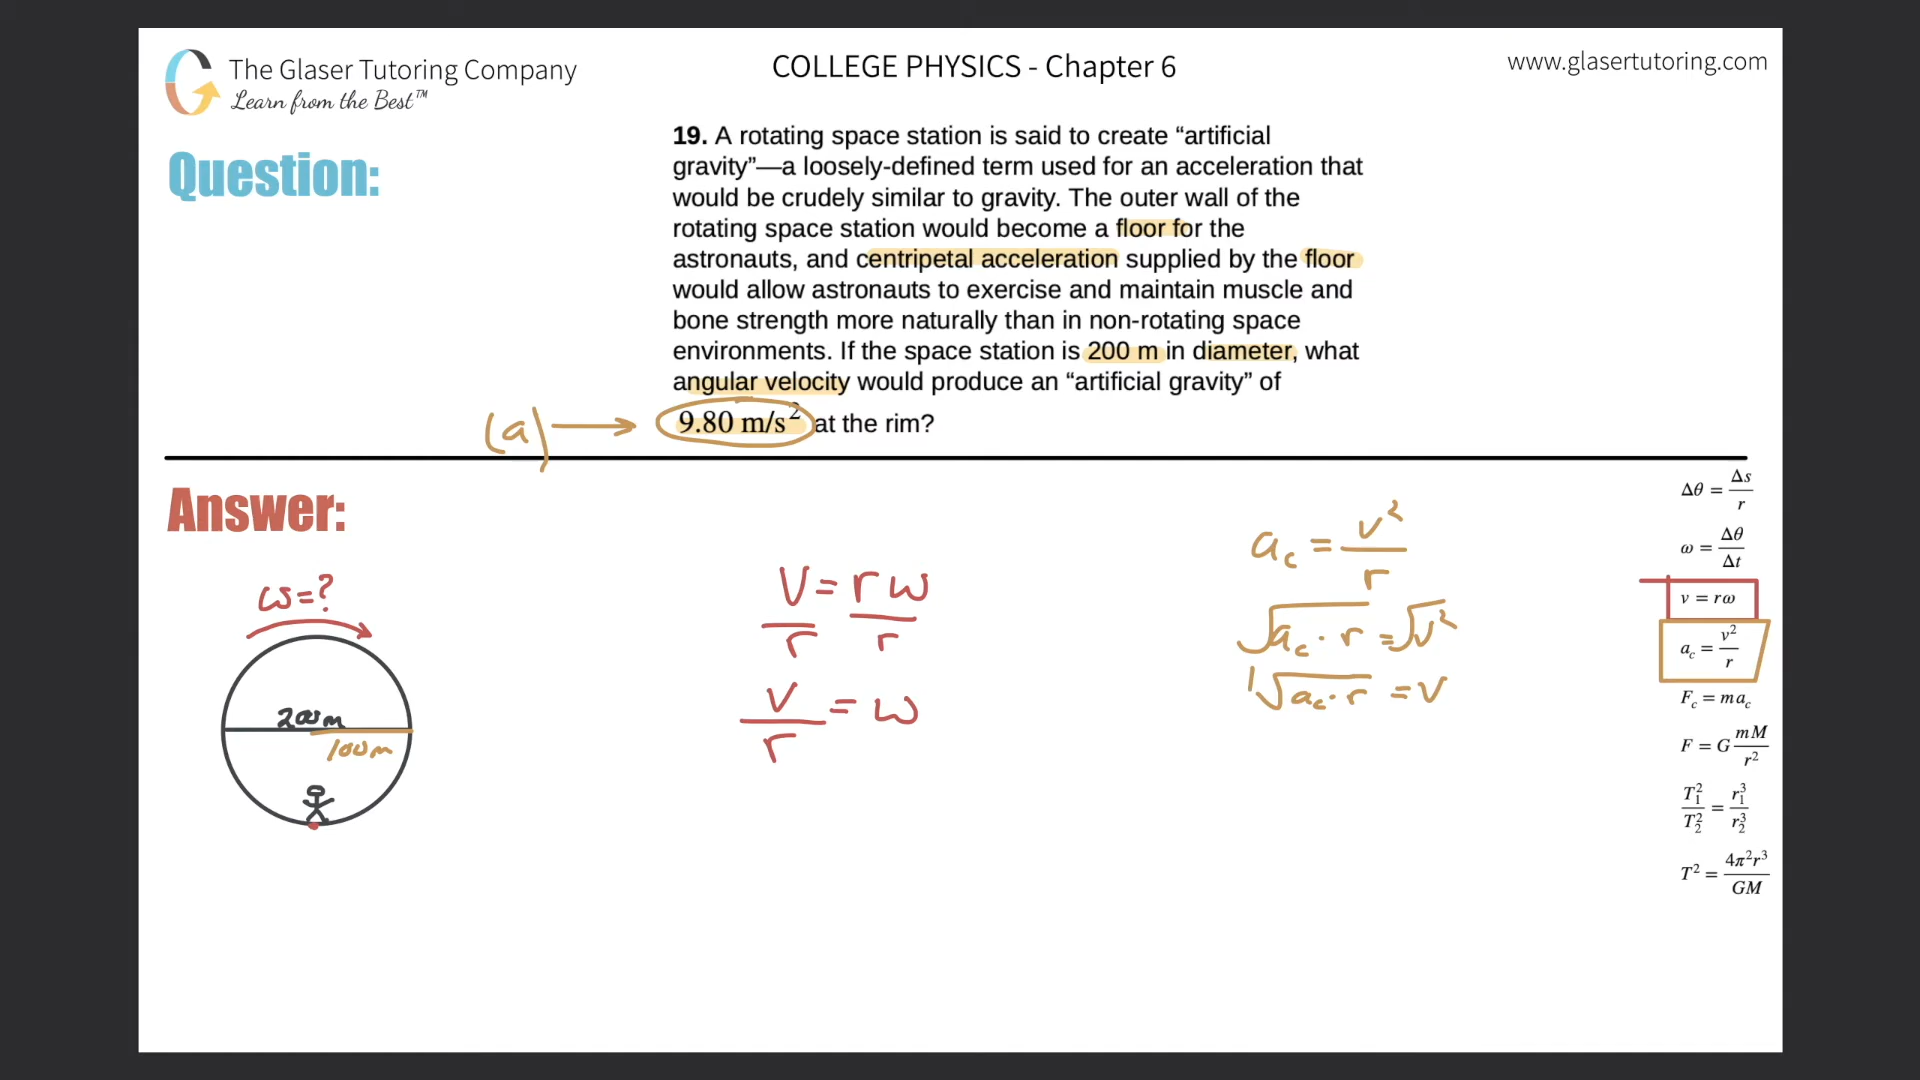 The Glaser Tutoring Company
Learn from the Best™
COLLEGE PHYSICS - Chapter 6
www.glasertutoring.com
Question:
19. A rotating space station is said to create “artificial
gravity”—a loosely-defined term used for an acceleration that
would be crudely similar to gravity. The outer wall of the
rotating space station would become a floor for the
astronauts, and centripetal acceleration supplied by the floor
would allow astronauts to exercise and maintain muscle and
bone strength more naturally than in non-rotating space
environments. If the space station is 200 m in diameter, what
angular velocity would produce an “artificial gravity” of
(a) → 9.80 m/s² at the rim?
Answer:
ω=?
200m
100m
V = rω
r r
v/r = ω
a_c = v²/r
√a_c · r = √v²
√a_c · r = v
Δθ = Δs/r
ω = Δθ/Δt
v = rω
a_c = v²/r
F_c = ma_c
F = G mM/r²
T₁²/T₂² = r₁³/r₂³
T² = 4π²r³/GM